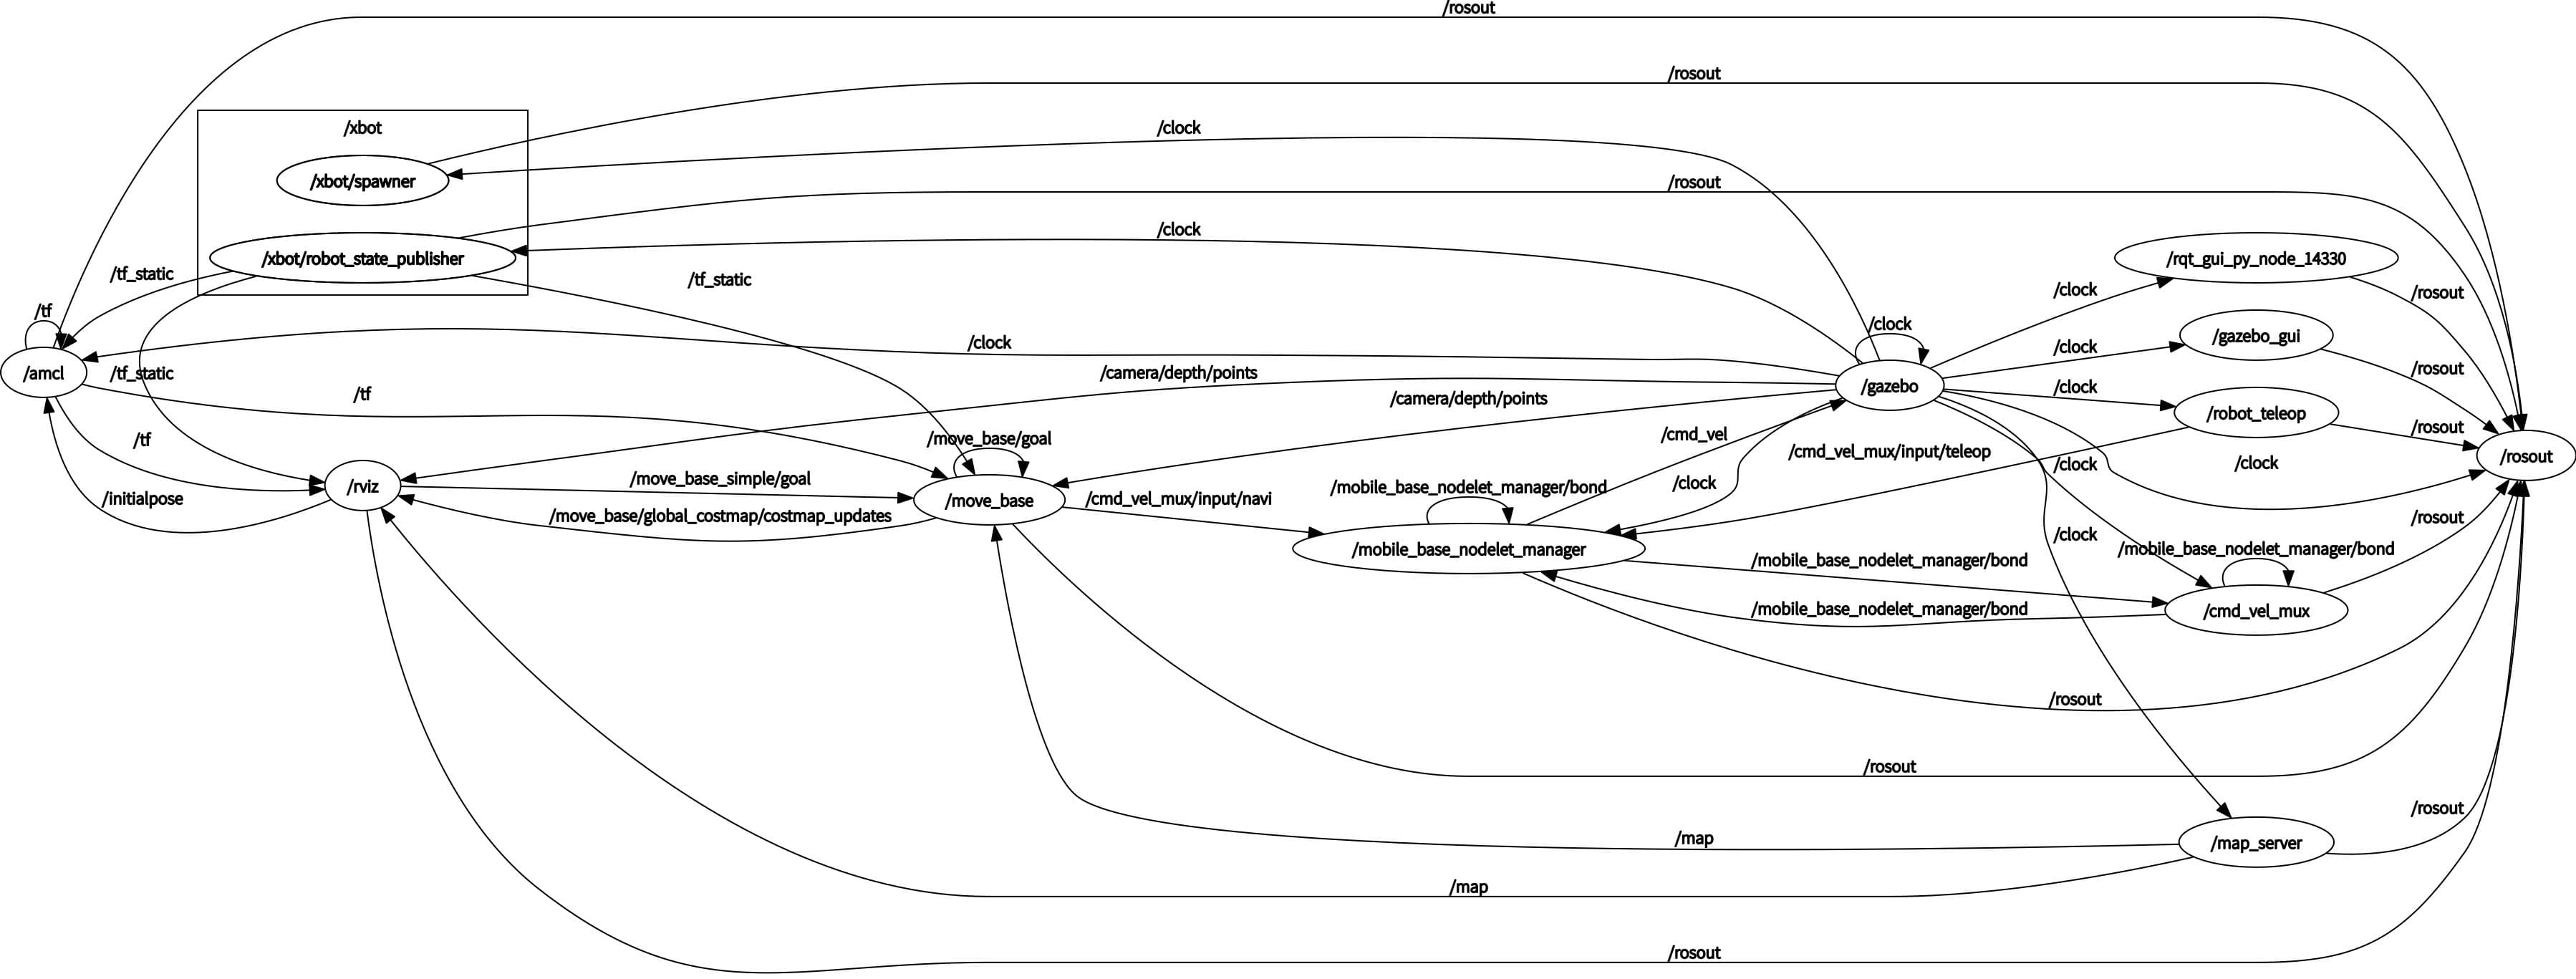 /rosout
/rosout
/xbot
/clock
/xbot/spawner
/rosout
/clock
/xbot/robot_state_publisher
/rqt_gui_py_node_14330
/tf_static
/tf_static
/clock
/rosout
/tf
/clock
/gazebo_gui
/clock
/clock
/rosout
/amcl
/tf_static
/camera/depth/points
/gazebo
/clock
/tf
/camera/depth/points
/robot_teleop
/rosout
/tf
/move_base/goal
/cmd_vel
/cmd_vel_mux/input/teleop
/rosout
/clock
/clock
/move_base_simple/goal
/rviz
/clock
/mobile_base_nodelet_manager/bond
/initialpose
/move_base
/cmd_vel_mux/input/navi
/move_base/global_costmap/costmap_updates
/rosout
/clock
/mobile_base_nodelet_manager
/mobile_base_nodelet_manager/bond
/mobile_base_nodelet_manager/bond
/mobile_base_nodelet_manager/bond
/cmd_vel_mux
/rosout
/rosout
/rosout
/map
/map_server
/map
/rosout